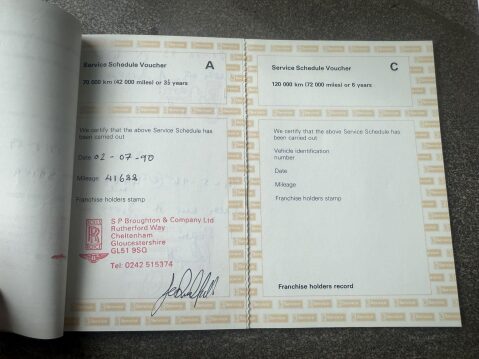 Service Schedule Voucher A
70 000 km (42 000 miles) or 3½ years
We certify that the above Service Schedule has
been carried out
Date 02-07-90
Mileage 41688
Franchise holders stamp
S P Broughton & Company Ltd
Rutherford Way
Cheltenham
Gloucestershire
GL51 9SQ
Tel: 0242 515374
Service Schedule Voucher C
120 000 km (72 000 miles) or 6 years
We certify that the above Service Schedule has
been carried out
Vehicle identification
number
Date
Mileage
Franchise holders stamp
Franchise holders record